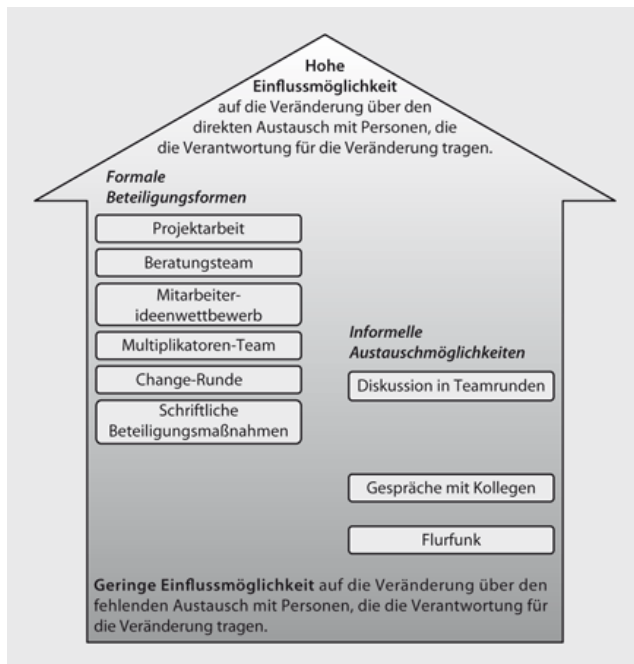 Hohe
Einflussmöglichkeit
auf die Veränderung über den
direkten Austausch mit Personen, die
die Verantwortung für die Veränderung tragen.
Formale
Beteiligungsformen
Projektarbeit
Beratungsteam
Mitarbeiter-
ideenwettbewerb
Multiplikatoren-Team
Change-Runde
Schriftliche
Beteiligungsmaßnahmen
Informelle
Austauschmöglichkeiten
Diskussion in Teamrunden
Gespräche mit Kollegen
Flurfunk
Geringe Einflussmöglichkeit auf die Veränderung über den
fehlenden Austausch mit Personen, die die Verantwortung für
die Veränderung tragen.